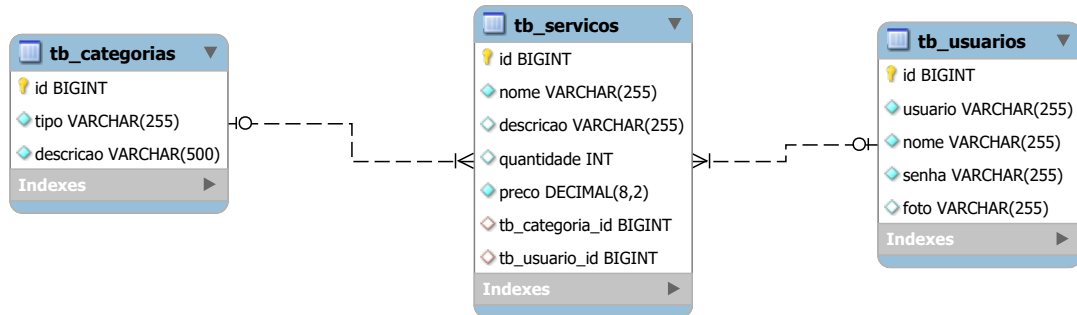 tb_categorias
id BIGINT
tipo VARCHAR(255)
descricao VARCHAR(500)
Indexes
tb_servicos
id BIGINT
nome VARCHAR(255)
descricao VARCHAR(255)
quantidade INT
preco DECIMAL(8,2)
tb_categoria_id BIGINT
tb_usuario_id BIGINT
Indexes
tb_usuarios
id BIGINT
usuario VARCHAR(255)
nome VARCHAR(255)
senha VARCHAR(255)
foto VARCHAR(255)
Indexes